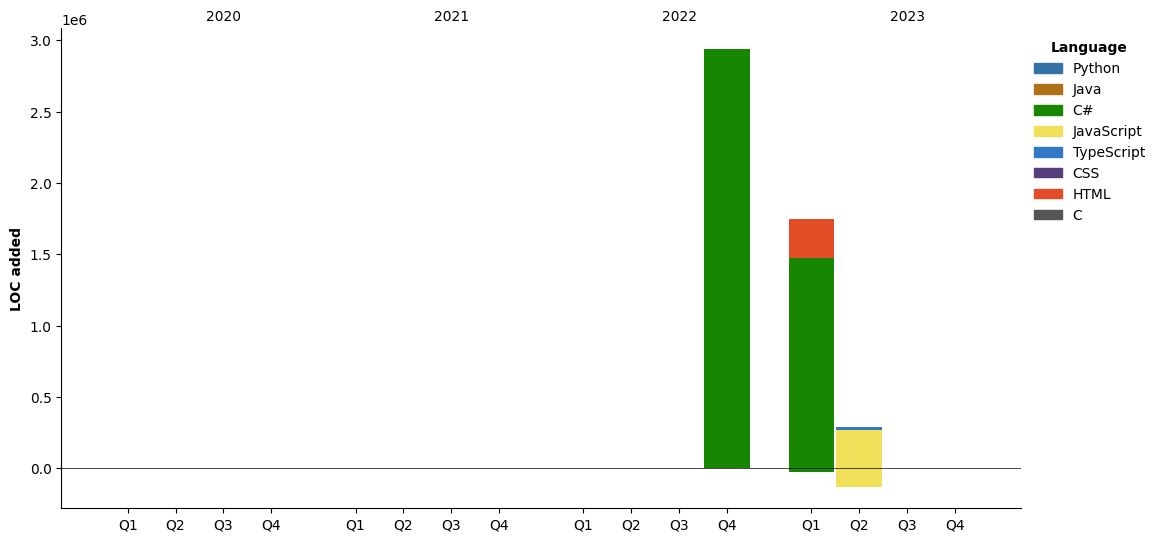 2020 2021 2022 2023
1e6
3.0
2.5
2.0
1.5
1.0
0.5
0.0
LOC added
Q1 Q2 Q3 Q4 Q1 Q2 Q3 Q4 Q1 Q2 Q3 Q4 Q1 Q2 Q3 Q4
Language
Python
Java
C#
JavaScript
TypeScript
CSS
HTML
C